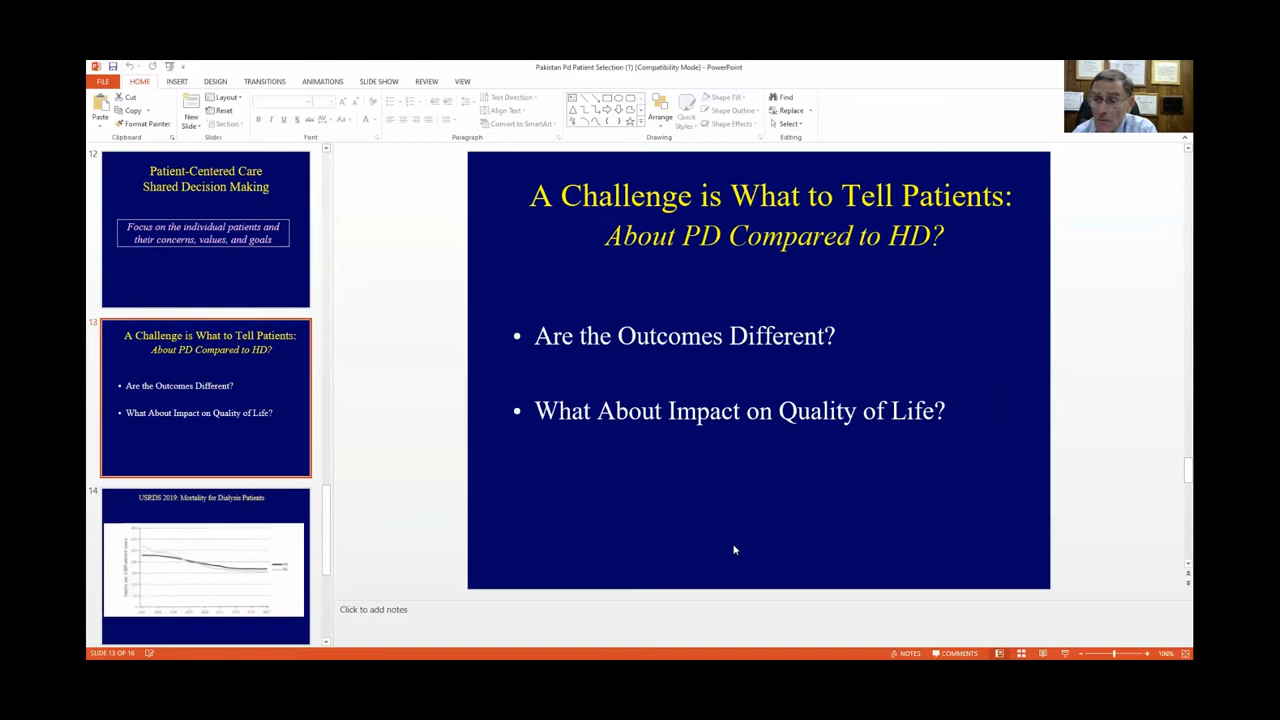 Pakistan Pd Patient Selection (1) [Compatibility Mode] - PowerPoint
FILE HOME INSERT DESIGN TRANSITIONS ANIMATIONS SLIDE SHOW REVIEW VIEW
Paste
Cut
Copy
Format Painter
Clipboard
New
Slide
Layout
Reset
Section
Slides
B I U S abc
Font
Text Direction
Align Text
Convert to SmartArt
Paragraph
Arrange
Quick
Styles
Shape Fill
Shape Outline
Shape Effects
Drawing
Find
Replace
Select
Editing
12
Patient-Centered Care
Shared Decision Making
Focus on the individual patients and
their concerns, values, and goals
13
A Challenge is What to Tell Patients:
About PD Compared to HD?
• Are the Outcomes Different?
• What About Impact on Quality of Life?
14
USRDS 2019: Mortality for Dialysis Patients
A Challenge is What to Tell Patients:
About PD Compared to HD?
• Are the Outcomes Different?
• What About Impact on Quality of Life?
Click to add notes
SLIDE 13 OF 16
NOTES COMMENTS 106%